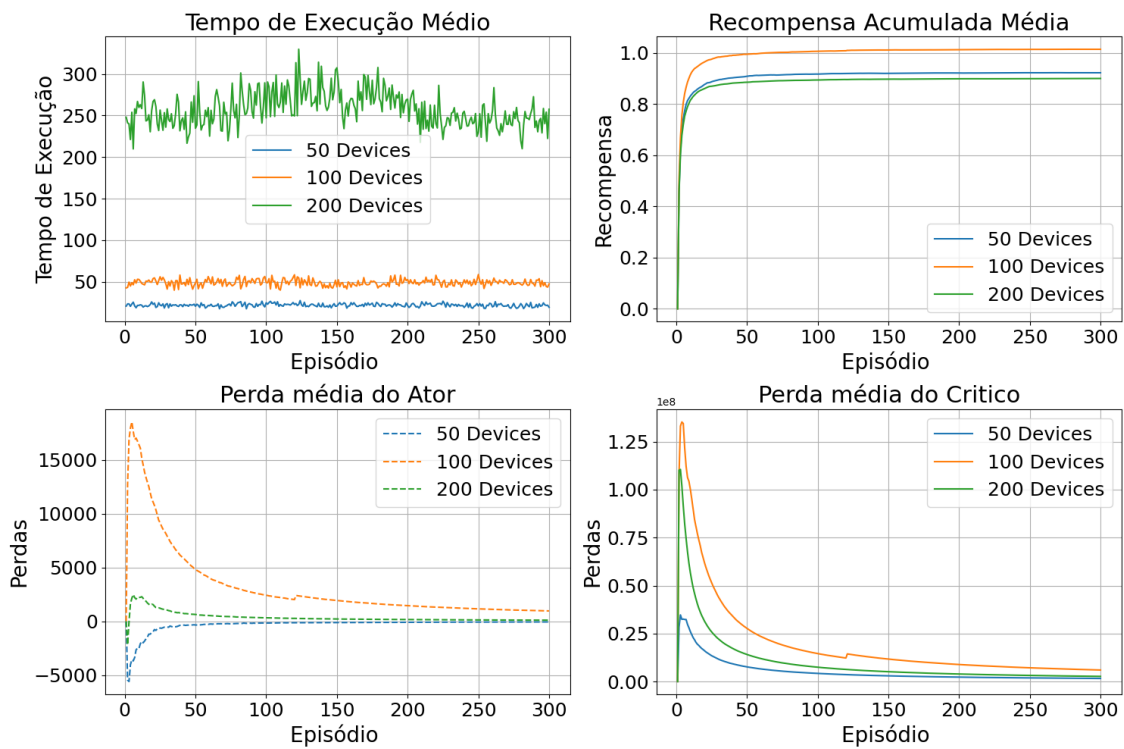 Tempo de Execução Médio
Tempo de Execução
300
250
200
150
100
50
50 Devices
100 Devices
200 Devices
0
50
100
150
200
250
300
Episódio
Recompensa Acumulada Média
Recompensa
1.0
0.8
0.6
0.4
0.2
0.0
50 Devices
100 Devices
200 Devices
0
50
100
150
200
250
300
Episódio
Perda média do Ator
Perdas
15000
10000
5000
0
−5000
50 Devices
100 Devices
200 Devices
0
50
100
150
200
250
300
Episódio
Perda média do Critico
1e8
Perdas
1.25
1.00
0.75
0.50
0.25
0.00
50 Devices
100 Devices
200 Devices
0
50
100
150
200
250
300
Episódio